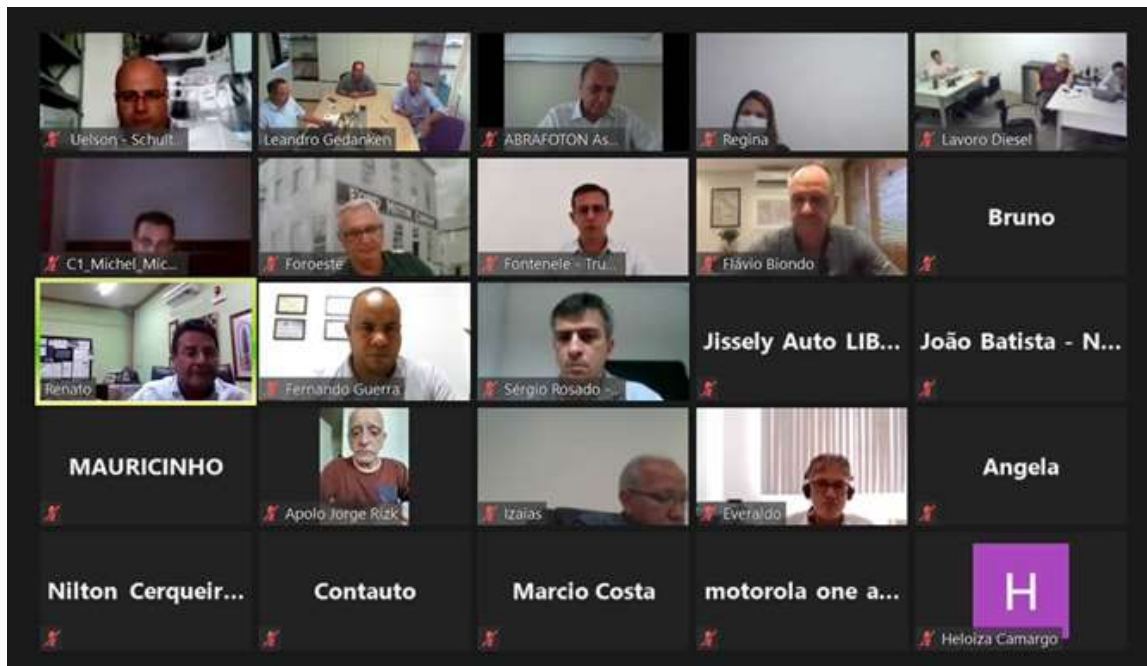 Uelson - Schult...
Leandro Gedanken
ABRAFOTON As...
Regina
Lavoro Diesel
C1_Michel_Mic...
Foroeste
Fontenele - Tru...
Flávio Biondo
Bruno
Renato
Fernando Guerra
Sérgio Rosado -...
Jissely Auto LIB...
João Batista - N...
MAURICINHO
Apolo Jorge Rizk
Izaias
Everaldo
Angela
Nilton Cerqueir...
Contauto
Marcio Costa
motorola one a...
H
Heloiza Camargo